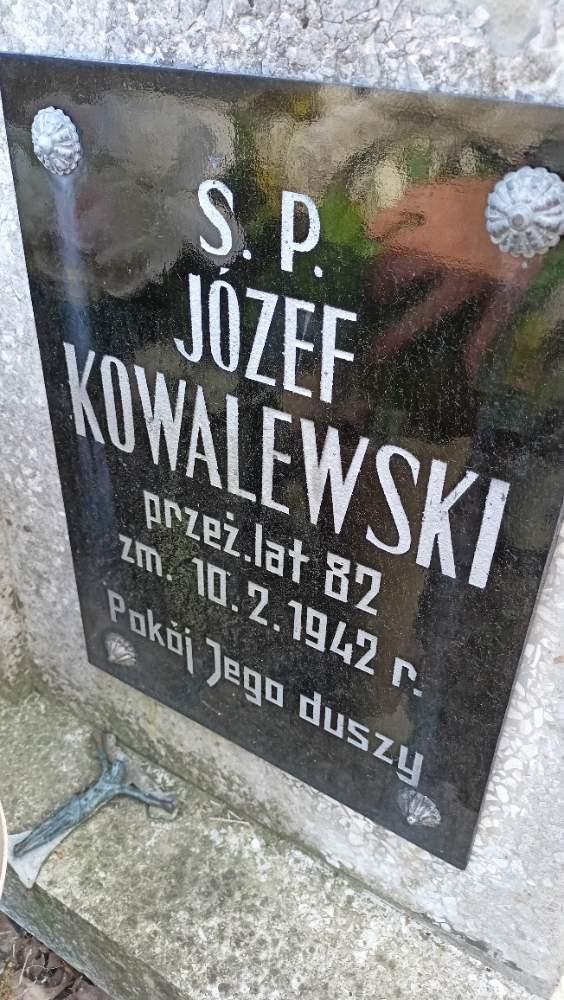 Ś. P.
JÓZEF
KOWALEWSKI
przeż. lat 82
zm. 10.2.1942 r.
Pokój Jego duszy